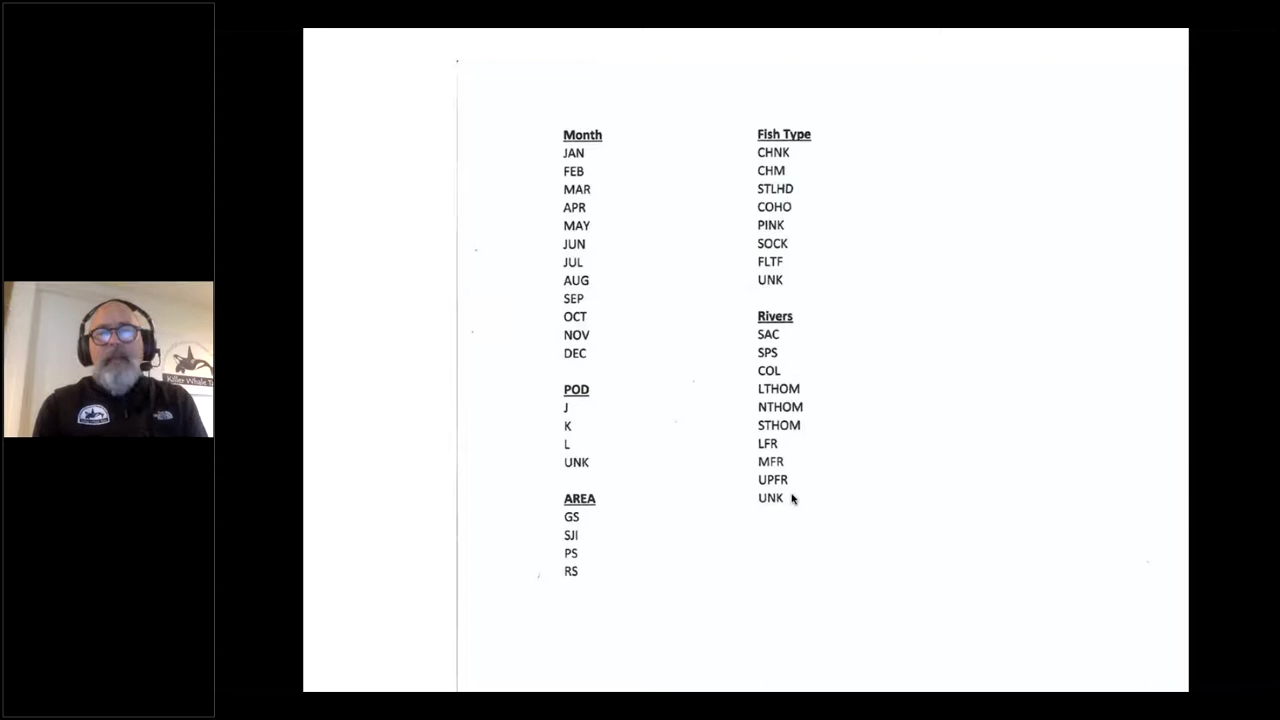 Month
JAN
FEB
MAR
APR
MAY
JUN
JUL
AUG
SEP
OCT
NOV
DEC
POD
J
K
L
UNK
AREA
GS
SJI
PS
RS
Fish Type
CHNK
CHM
STLHD
COHO
PINK
SOCK
FLTF
UNK
Rivers
SAC
SPS
COL
LTHOM
NTHOM
STHOM
LFR
MFR
UPFR
UNK
Killer Whale